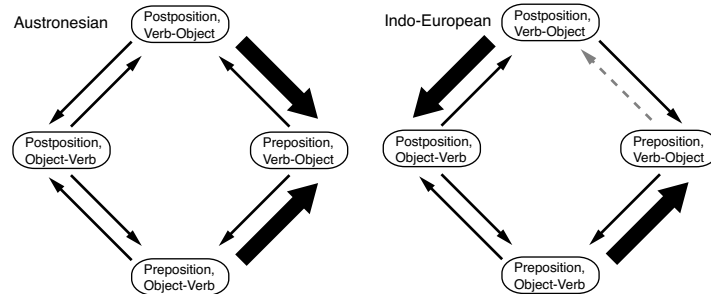 Austronesian
Postposition,
Verb-Object
Postposition,
Object-Verb
Preposition,
Verb-Object
Preposition,
Object-Verb
Indo-European
Postposition,
Verb-Object
Postposition,
Object-Verb
Preposition,
Verb-Object
Preposition,
Object-Verb